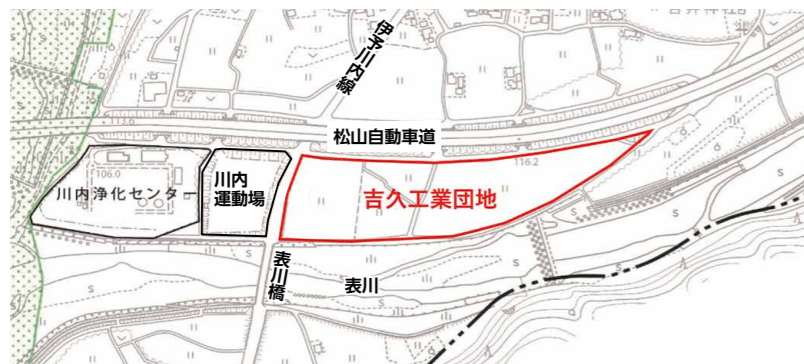 伊予川内線
松山自動車道
116.2
106.0
川内浄化センター
川内
運動場
吉久工業団地
表川橋
表川